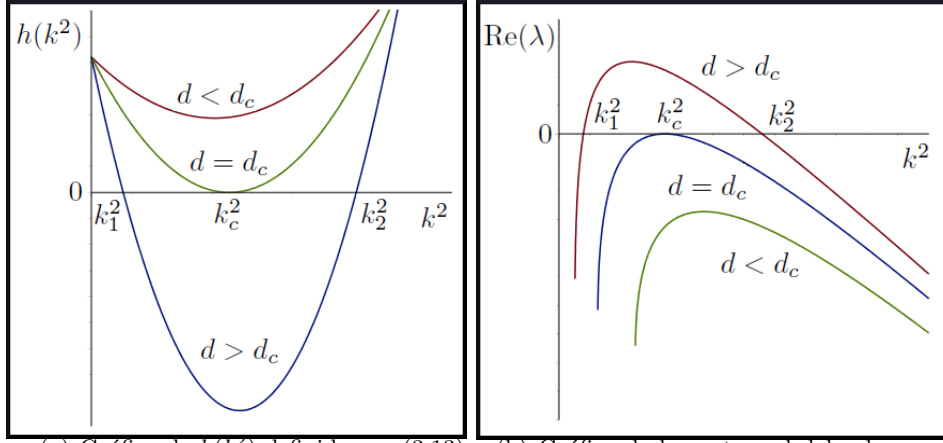 h(k²)
d < d_c
d = d_c
0
k₁² k_c² k₂² k²
d > d_c
Re(λ)
d > d_c
k₁² k_c² k₂²
0
k²
d = d_c
d < d_c